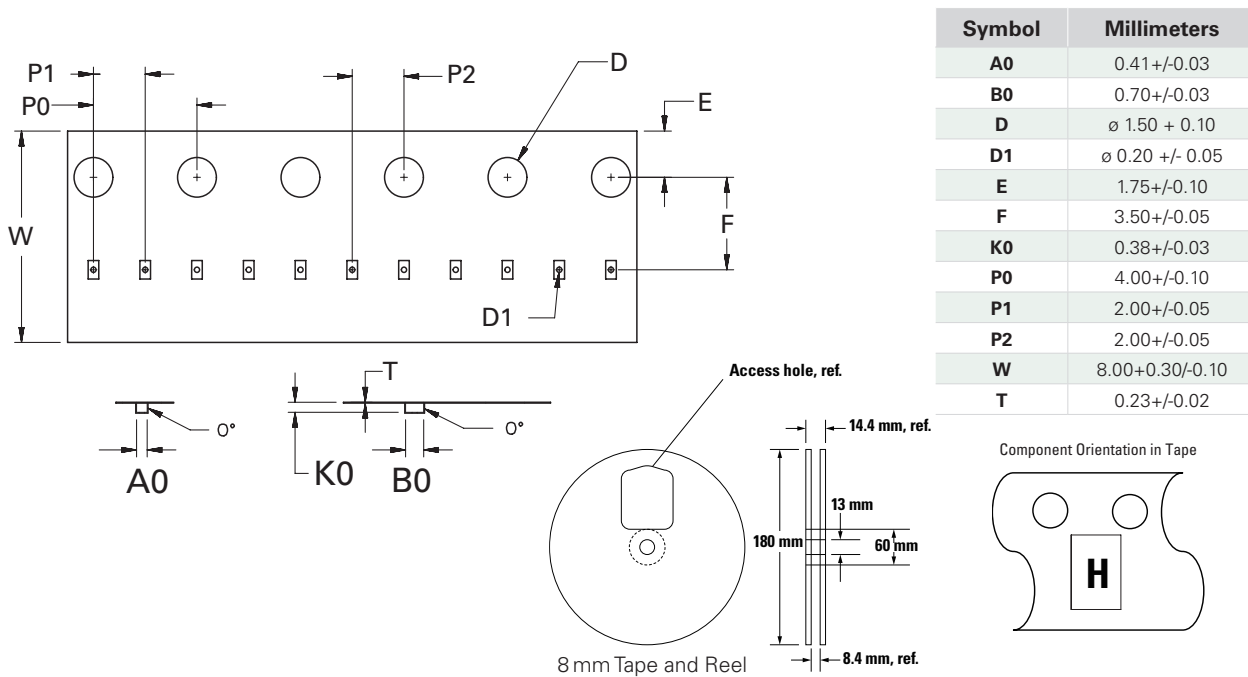 P1
P0
P2
D
E
W
F
D1
T
0°
0°
A0
K0
B0
Symbol Millimeters
A0 0.41+/-0.03
B0 0.70+/-0.03
D ø 1.50 + 0.10
D1 ø 0.20 +/- 0.05
E 1.75+/-0.10
F 3.50+/-0.05
K0 0.38+/-0.03
P0 4.00+/-0.10
P1 2.00+/-0.05
P2 2.00+/-0.05
W 8.00+0.30/-0.10
T 0.23+/-0.02
Access hole, ref.
14.4 mm, ref.
13 mm
180 mm
60 mm
8.4 mm, ref.
8 mm Tape and Reel
Component Orientation in Tape
H